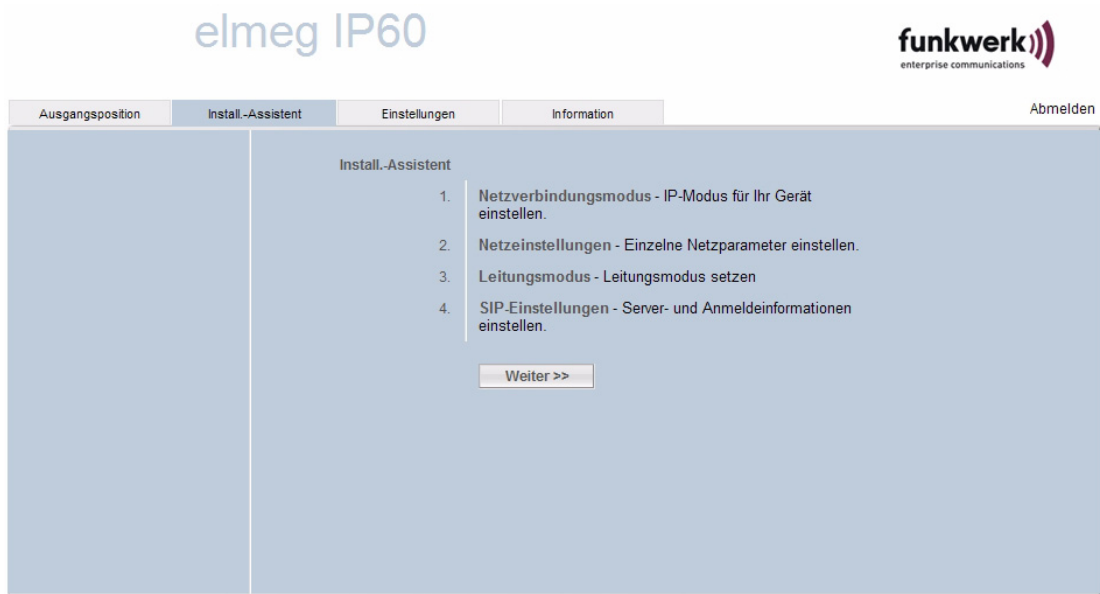 elmeg IP60
funkwerk
enterprise communications
Ausgangsposition
Install.-Assistent
Einstellungen
Information
Abmelden
Install.-Assistent
1. Netzverbindungsmodus - IP-Modus für Ihr Gerät
einstellen.
2. Netzeinstellungen - Einzelne Netzparameter einstellen.
3. Leitungsmodus - Leitungsmodus setzen
4. SIP-Einstellungen - Server- und Anmeldeinformationen
einstellen.
Weiter >>